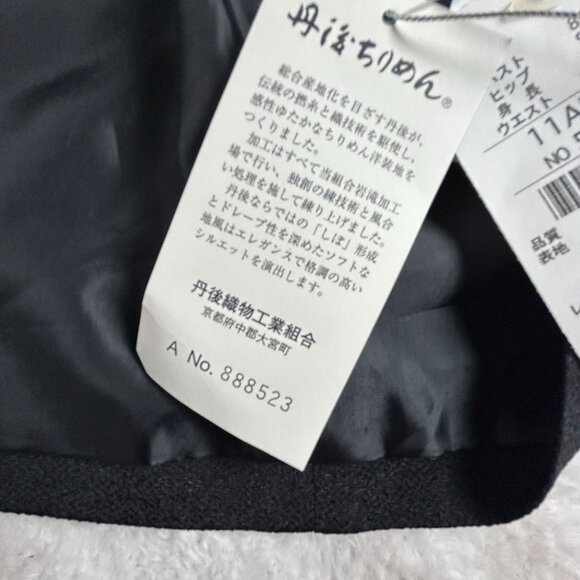 丹後ちりめん®
総合産地化を目ざす丹後が、
伝統の撚糸と織技術を駆使し、
感性ゆたかなちりめん洋装地を
つくりました。
加工はすべて当組合岩滝加工
場で行い、独創の練技術と風合
い処理を施して練り上げました。
丹後ならではの「しぼ」形成
とドレープ性を深めたソフトな
地風はエレガンスで格調の高い
シルエットを演出します。
丹後織物工業組合
京都府中郡大宮町
A No. 888523
スト
ヒップ
身長
ウエスト
11A
NO
品質
表地